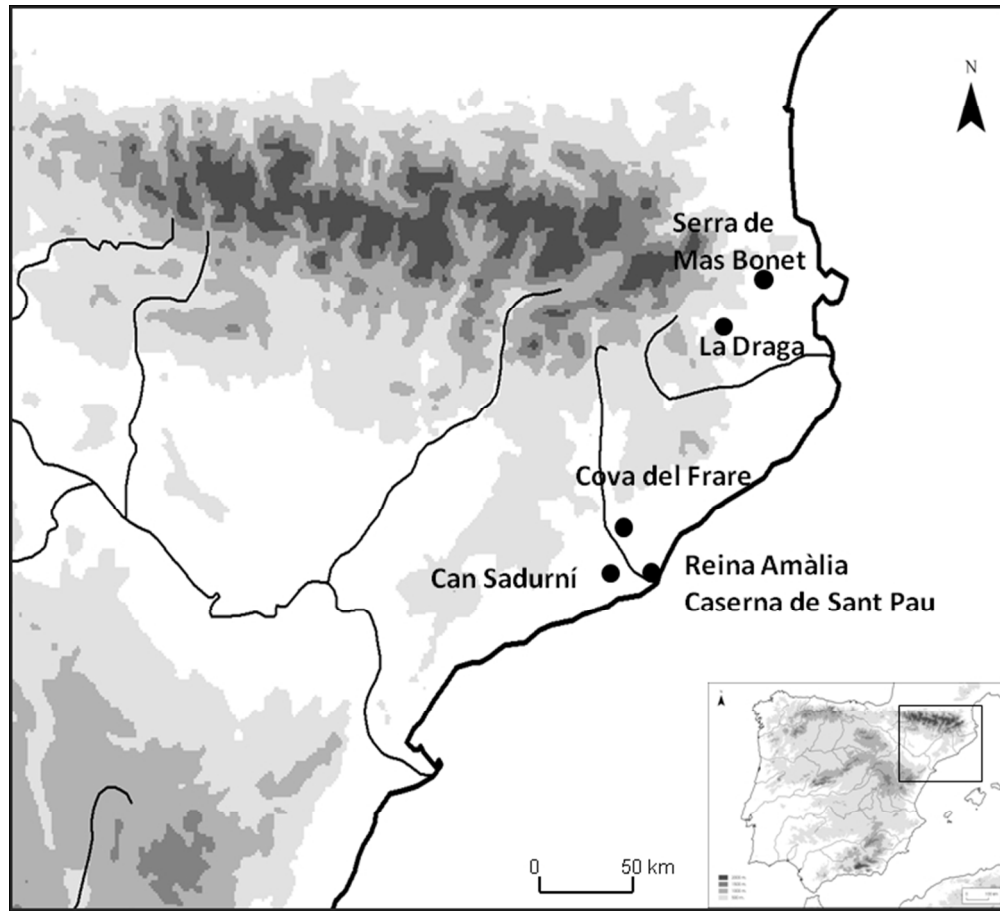 N
Serra de
Mas Bonet
La Draga
Cova del Frare
Can Sadurní
Reina Amàlia
Caserna de Sant Pau
0 50 km